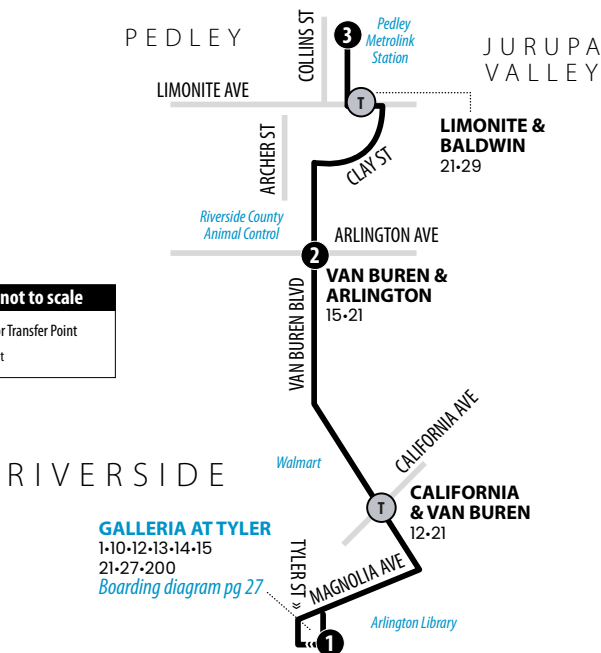 PEDLEY
COLLINS ST
3
Pedley
Metrolink
Station
JURUPA
VALLEY
LIMONITE AVE
T
LIMONITE &
BALDWIN
21•29
ARCHER ST
CLAY ST
Riverside County
Animal Control
ARLINGTON AVE
2
VAN BUREN &
ARLINGTON
15•21
not to scale
Transfer Point
VAN BUREN BLVD
CALIFORNIA AVE
Walmart
RIVERSIDE
T
CALIFORNIA
& VAN BUREN
12•21
GALLERIA AT TYLER
1•10•12•13•14•15
21•27•200
Boarding diagram pg 27
TYLER ST »
MAGNOLIA AVE
Arlington Library
1